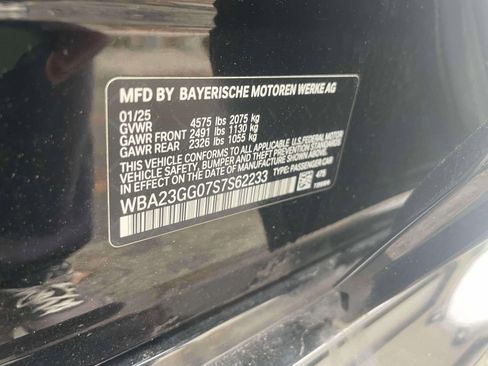 MFD BY BAYERISCHE MOTOREN WERKE AG
01/25
GVWR 4575 lbs 2075 kg
GAWR FRONT 2491 lbs 1130 kg
GAWR REAR 2326 lbs 1055 kg
THIS VEHICLE CONFORMS TO ALL APPLICABLE U.S. FEDERAL MOTOR
VEHICLE SAFETY, BUMPER AND THEFT PREVENTION STANDARDS IN
EFFECT ON THE DATE OF MANUFACTURE SHOWN ABOVE.
WBA23GG07S7S62233 TYPE: PASSENGER CAR
475